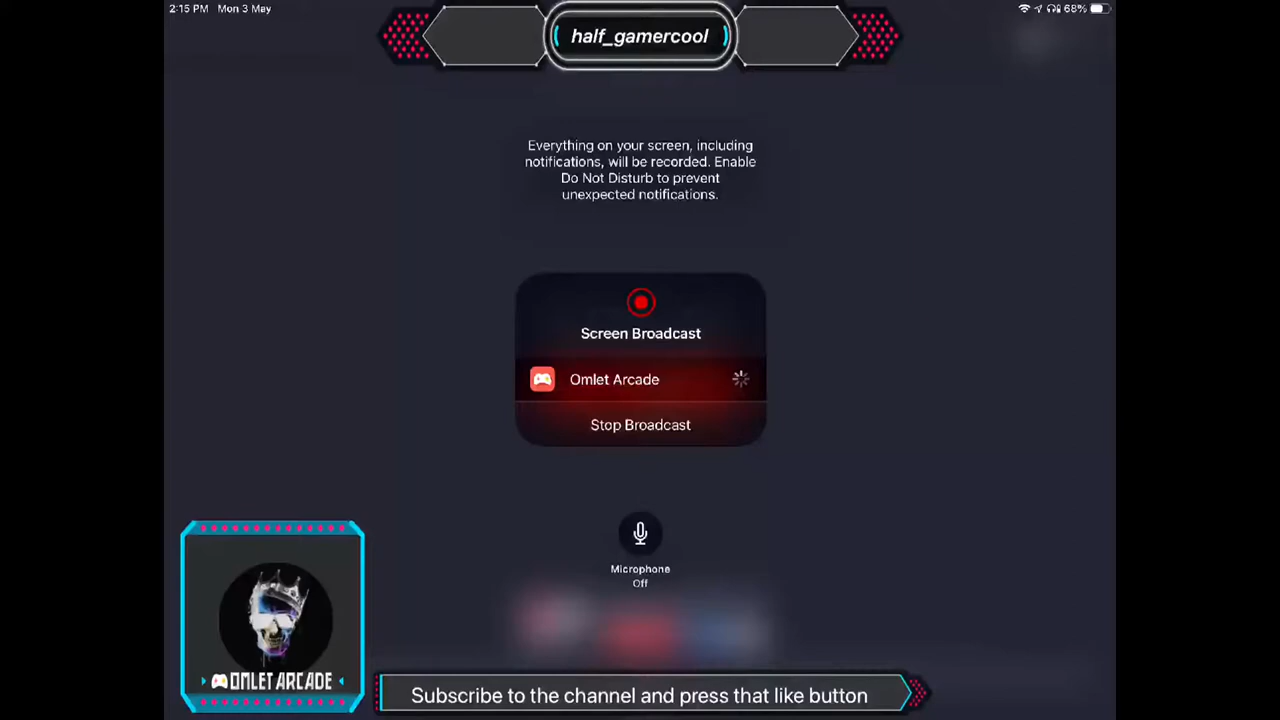 2:15 PM Mon 3 May
68%
half_gamercool
Everything on your screen, including
notifications, will be recorded. Enable
Do Not Disturb to prevent
unexpected notifications.
Screen Broadcast
Omlet Arcade
Stop Broadcast
Microphone
Off
OMLET ARCADE
Subscribe to the channel and press that like button